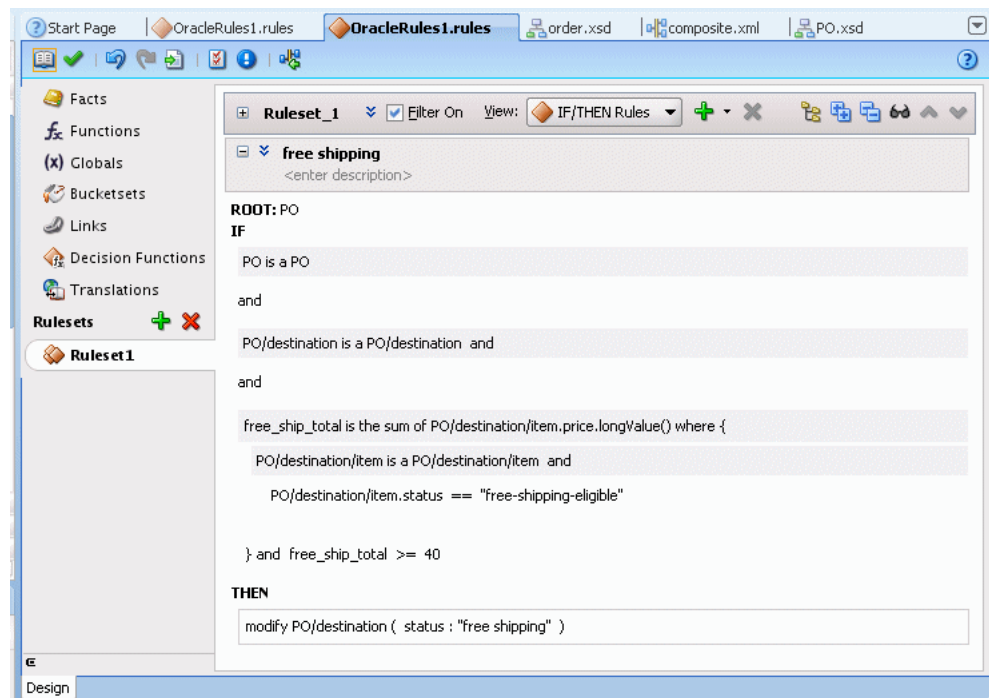 Start Page OracleRules1.rules OracleRules1.rules order.xsd composite.xml PO.xsd
Facts
Functions
Globals
Bucketsets
Links
Decision Functions
Translations
Rulesets
Ruleset1
Ruleset_1 Filter On View: IF/THEN Rules
free shipping
<enter description>
ROOT: PO
IF
PO is a PO
and
PO/destination is a PO/destination and
and
free_ship_total is the sum of PO/destination/item.price.longValue() where {
PO/destination/item is a PO/destination/item and
PO/destination/item.status == "free-shipping-eligible"
} and free_ship_total >= 40
THEN
modify PO/destination ( status : "free shipping" )
Design